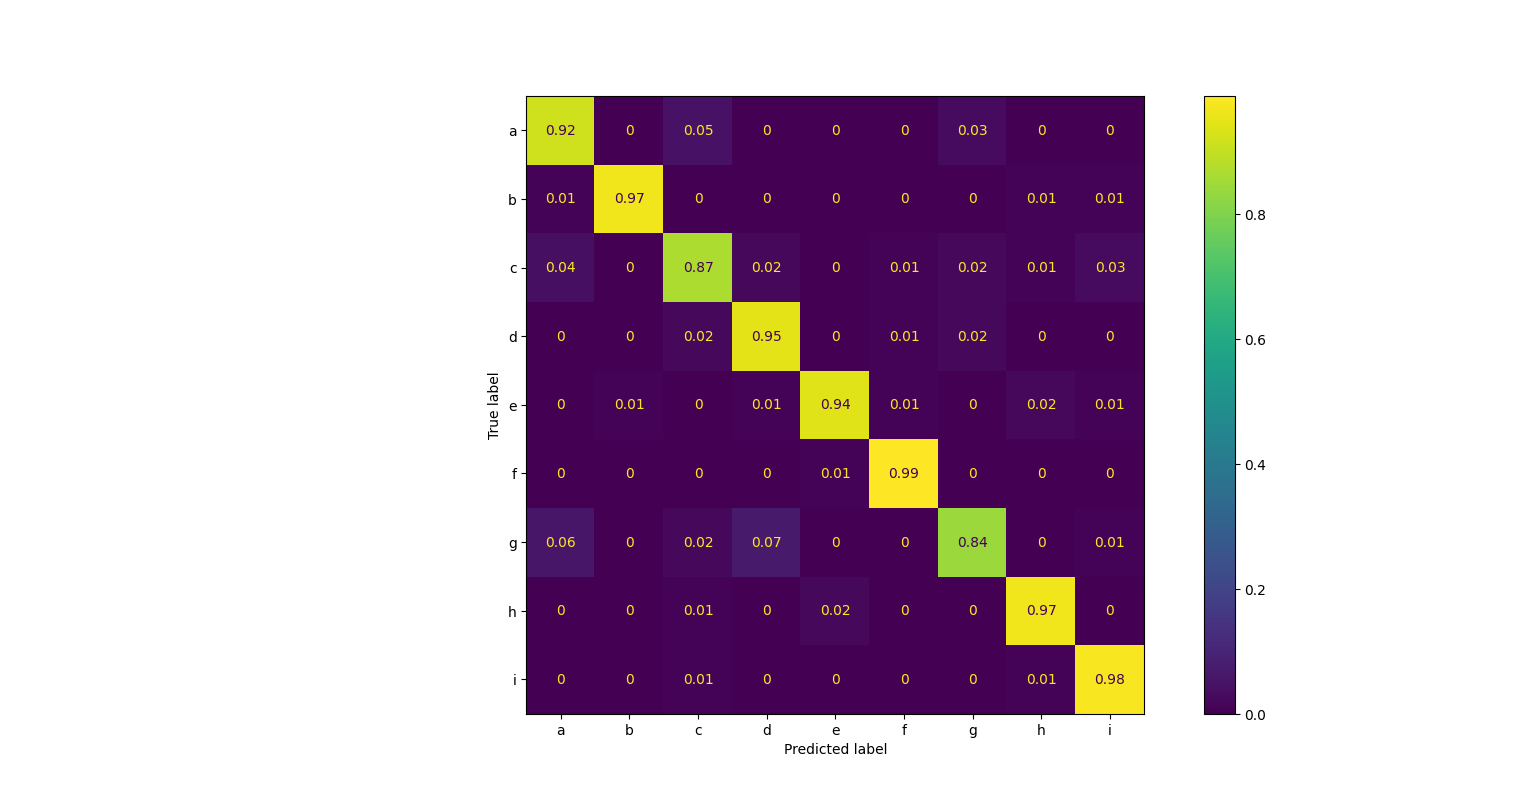 a 0.92 0 0.05 0 0 0 0.03 0 0
b 0.01 0.97 0 0 0 0 0 0.01 0.01
0.8
c 0.04 0 0.87 0.02 0 0.01 0.02 0.01 0.03
d 0 0 0.02 0.95 0 0.01 0.02 0 0
0.6
True label
e 0 0.01 0 0.01 0.94 0.01 0 0.02 0.01
0.4
f 0 0 0 0 0.01 0.99 0 0 0
g 0.06 0 0.02 0.07 0 0 0.84 0 0.01
0.2
h 0 0 0.01 0 0.02 0 0 0.97 0
i 0 0 0.01 0 0 0 0 0.01 0.98
0.0
a b c d e f g h i
Predicted label